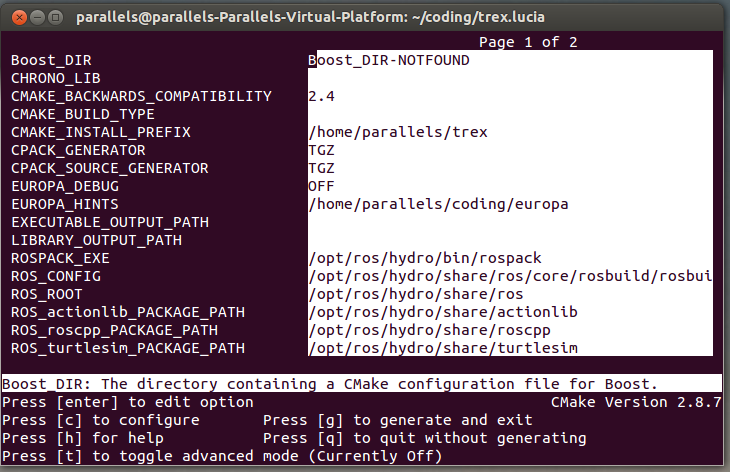 parallels@parallels-Parallels-Virtual-Platform: ~/coding/trex.lucia
Page 1 of 2
Boost_DIR Boost_DIR-NOTFOUND
CHRONO_LIB
CMAKE_BACKWARDS_COMPATIBILITY 2.4
CMAKE_BUILD_TYPE
CMAKE_INSTALL_PREFIX /home/parallels/trex
CPACK_GENERATOR TGZ
CPACK_SOURCE_GENERATOR TGZ
EUROPA_DEBUG OFF
EUROPA_HINTS /home/parallels/coding/europa
EXECUTABLE_OUTPUT_PATH
LIBRARY_OUTPUT_PATH
ROSPACK_EXE /opt/ros/hydro/bin/rospack
ROS_CONFIG /opt/ros/hydro/share/ros/core/rosbuild/rosbui
ROS_ROOT /opt/ros/hydro/share/ros
ROS_actionlib_PACKAGE_PATH /opt/ros/hydro/share/actionlib
ROS_roscpp_PACKAGE_PATH /opt/ros/hydro/share/roscpp
ROS_turtlesim_PACKAGE_PATH /opt/ros/hydro/share/turtlesim
Boost_DIR: The directory containing a CMake configuration file for Boost.
Press [enter] to edit option CMake Version 2.8.7
Press [c] to configure Press [g] to generate and exit
Press [h] for help Press [q] to quit without generating
Press [t] to toggle advanced mode (Currently Off)